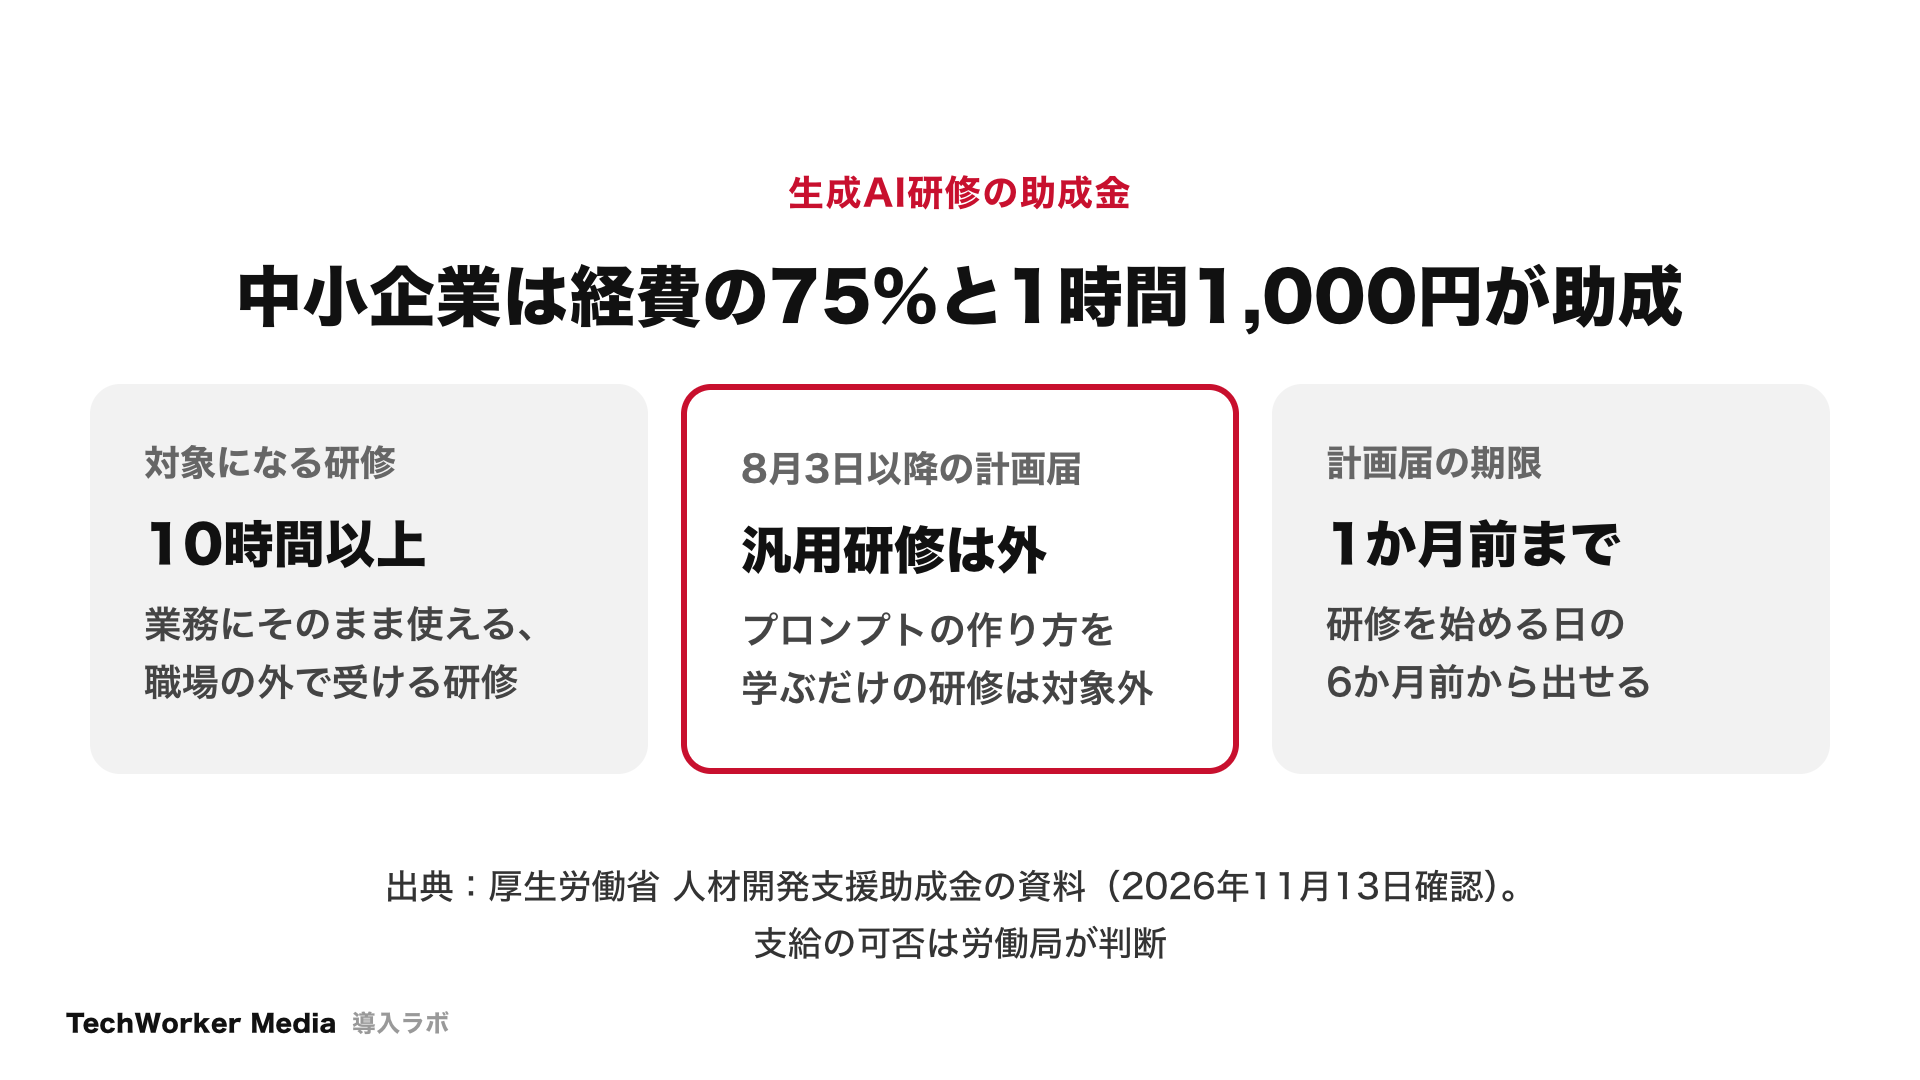 生成AI研修の助成金
中小企業は経費の75%と1時間1,000円が助成
対象になる研修
10時間以上
業務にそのまま使える、
職場の外で受ける研修
8月3日以降の計画届
汎用研修は外
プロンプトの作り方を
学ぶだけの研修は対象外
計画届の期限
1か月前まで
研修を始める日の
6か月前から出せる
出典：厚生労働省 人材開発支援助成金の資料（2026年11月13日確認）。
支給の可否は労働局が判断
TechWorker Media 導入ラボ